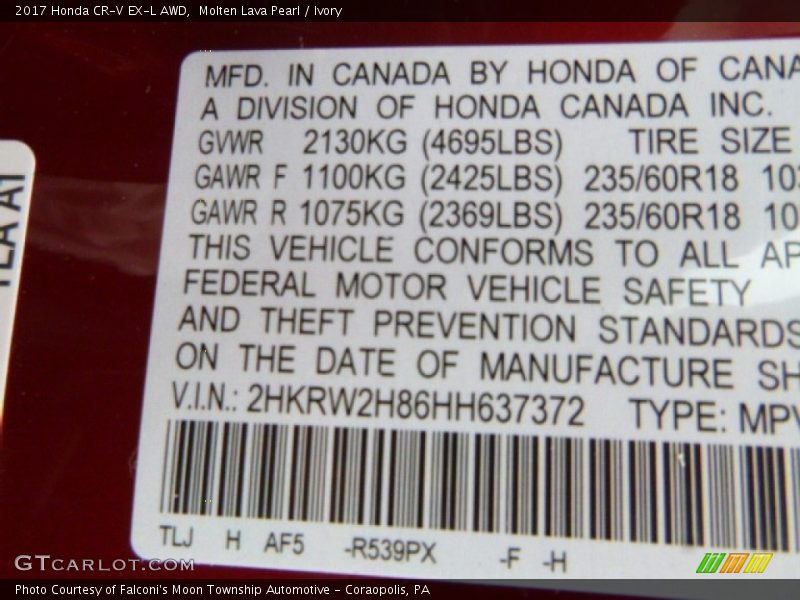 2017 Honda CR-V EX-L AWD,  Molten Lava Pearl / Ivory
MFD. IN CANADA BY HONDA OF CANA
A DIVISION OF HONDA CANADA INC.
GVWR 2130KG (4695LBS) TIRE SIZE
GAWR F 1100KG (2425LBS) 235/60R18 10
GAWR R 1075KG (2369LBS) 235/60R18 10
THIS VEHICLE CONFORMS TO ALL AP
FEDERAL MOTOR VEHICLE SAFETY
AND THEFT PREVENTION STANDARDS
ON THE DATE OF MANUFACTURE SH
V.I.N.: 2HKRW2H86HH637372 TYPE: MPV
TLJ H AF5 -R539PX -F -H
GTCARLOT.COM
Photo Courtesy of Falconi's Moon Township Automotive - Coraopolis, PA